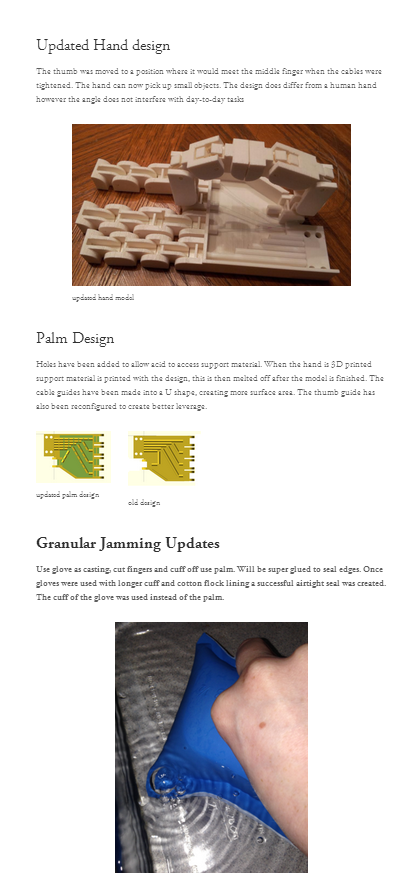 Updated Hand design
The thumb was moved to a position where it would meet the middle finger when the cables were
tightened. The hand can now pick up small objects. The design does differ from a human hand
however the angle does not interfere with day-to-day tasks
updated hand model
Palm Design
Holes have been added to allow acid to access support material. When the hand is 3D printed
support material is printed with the design, this is then melted off after the model is finished. The
cable guides have been made into a U shape, creating more surface area. The thumb guide has
also been reconfigured to create better leverage.
updated palm design
old design
Granular Jamming Updates
Use glove as casting, cut fingers and cuff off use palm. Will be super glued to seal edges. Once
gloves were used with longer cuff and cotton flock lining a successful airtight seal was created.
The cuff of the glove was used instead of the palm.